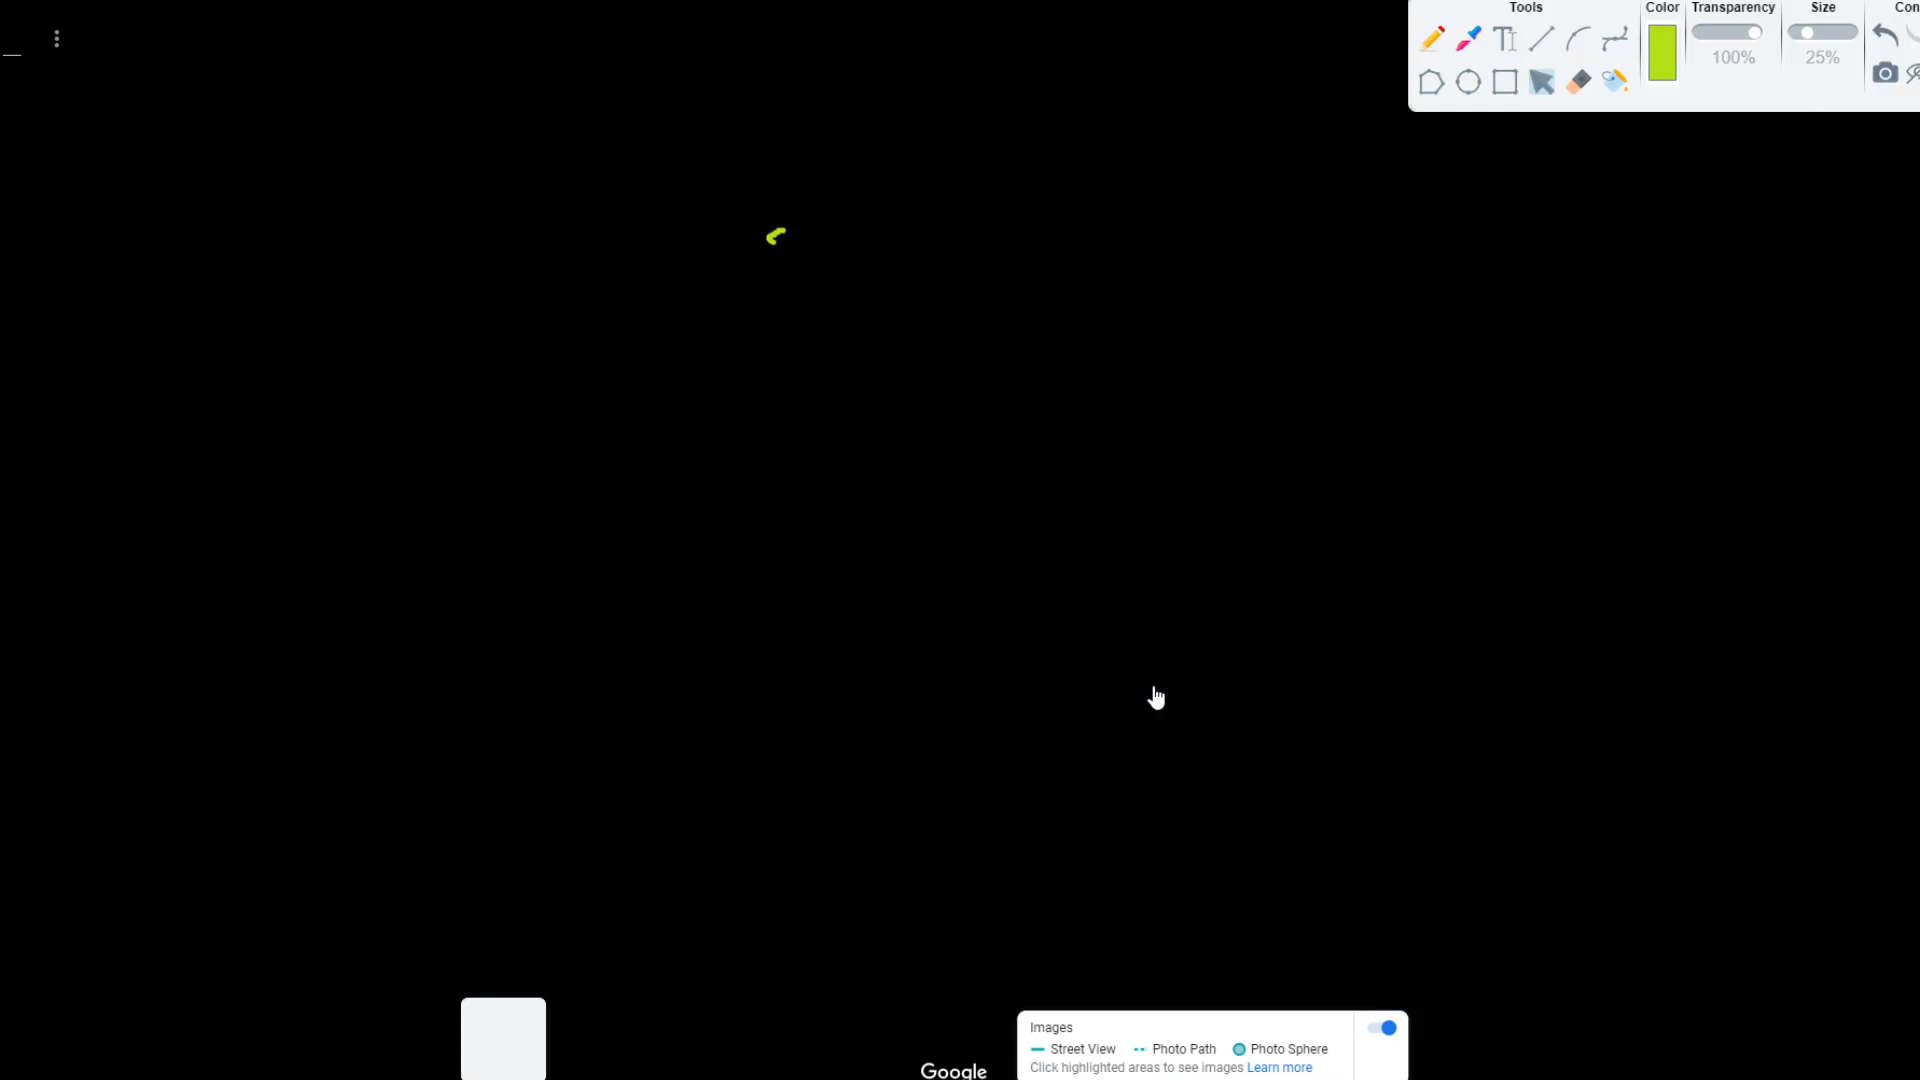 Tools
Color
Transparency
Size
Con
100%
25%
Images
Street View
Photo Path
Photo Sphere
Click highlighted areas to see images Learn more
Google